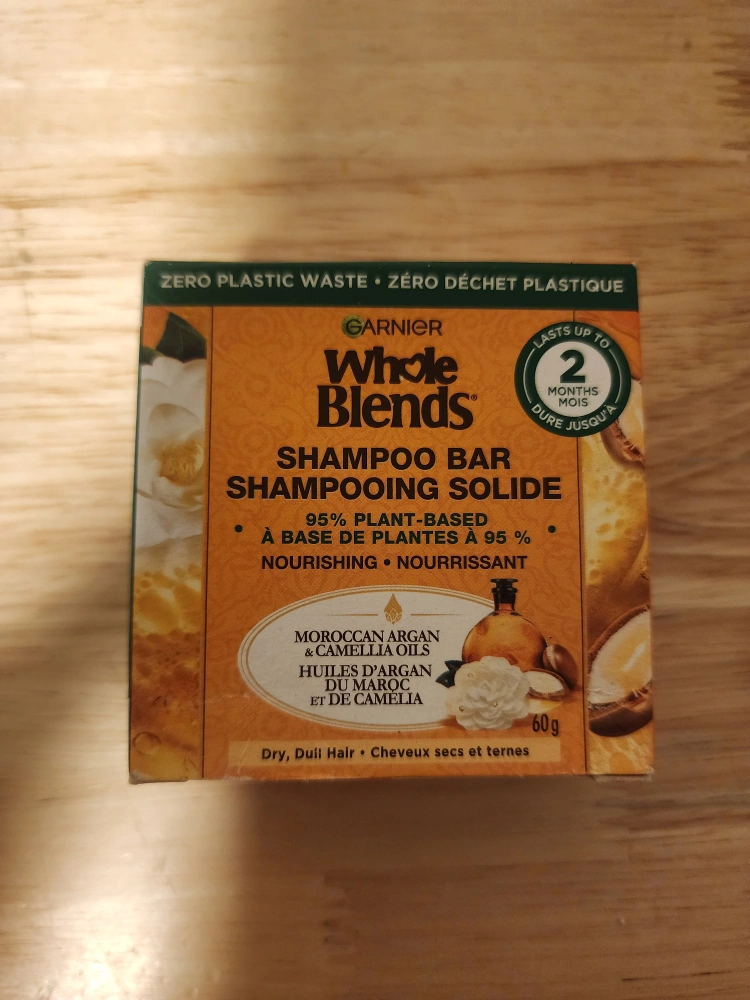 ZERO PLASTIC WASTE • ZÉRO DÉCHET PLASTIQUE
GARNIER
Whole
Blends®
LASTS UP TO
2
MONTHS
MOIS
DURE JUSQU'À
SHAMPOO BAR
SHAMPOOING SOLIDE
95% PLANT-BASED
• À BASE DE PLANTES À 95 % •
NOURISHING • NOURRISSANT
MOROCCAN ARGAN
& CAMELLIA OILS
HUILES D'ARGAN
DU MAROC
ET DE CAMÉLIA
60g
Dry, Dull Hair • Cheveux secs et ternes